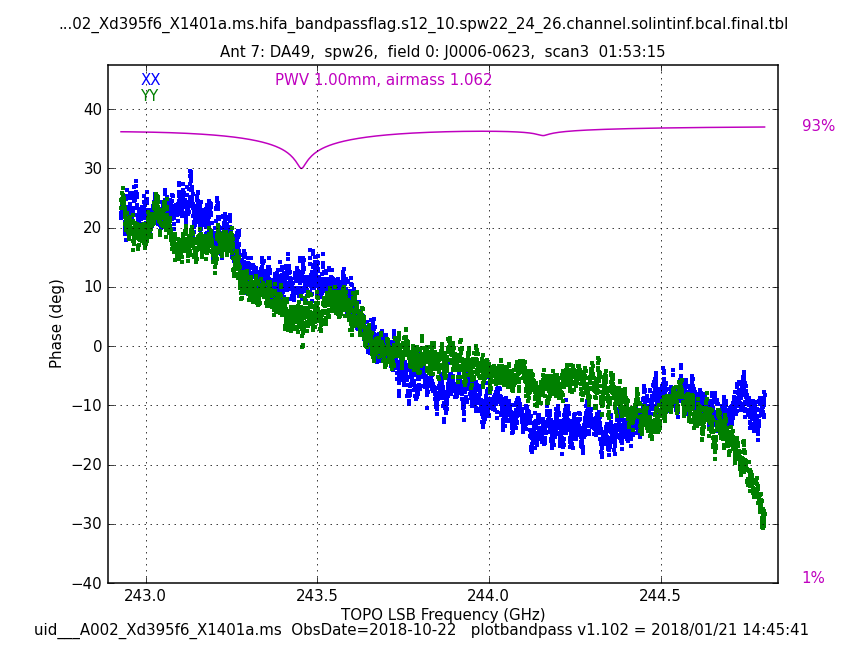 ...02_Xd395f6_X1401a.ms.hifa_bandpassflag.s12_10.spw22_24_26.channel.solintinf.bcal.final.tbl
Ant 7: DA49,  spw26,  field 0: J0006-0623,  scan3  01:53:15
XX
YY
PWV 1.00mm, airmass 1.062
93%
1%
Phase (deg)
40
30
20
10
0
−10
−20
−30
−40
243.0
243.5
244.0
244.5
TOPO LSB Frequency (GHz)
uid___A002_Xd395f6_X1401a.ms  ObsDate=2018-10-22   plotbandpass v1.102 = 2018/01/21 14:45:41